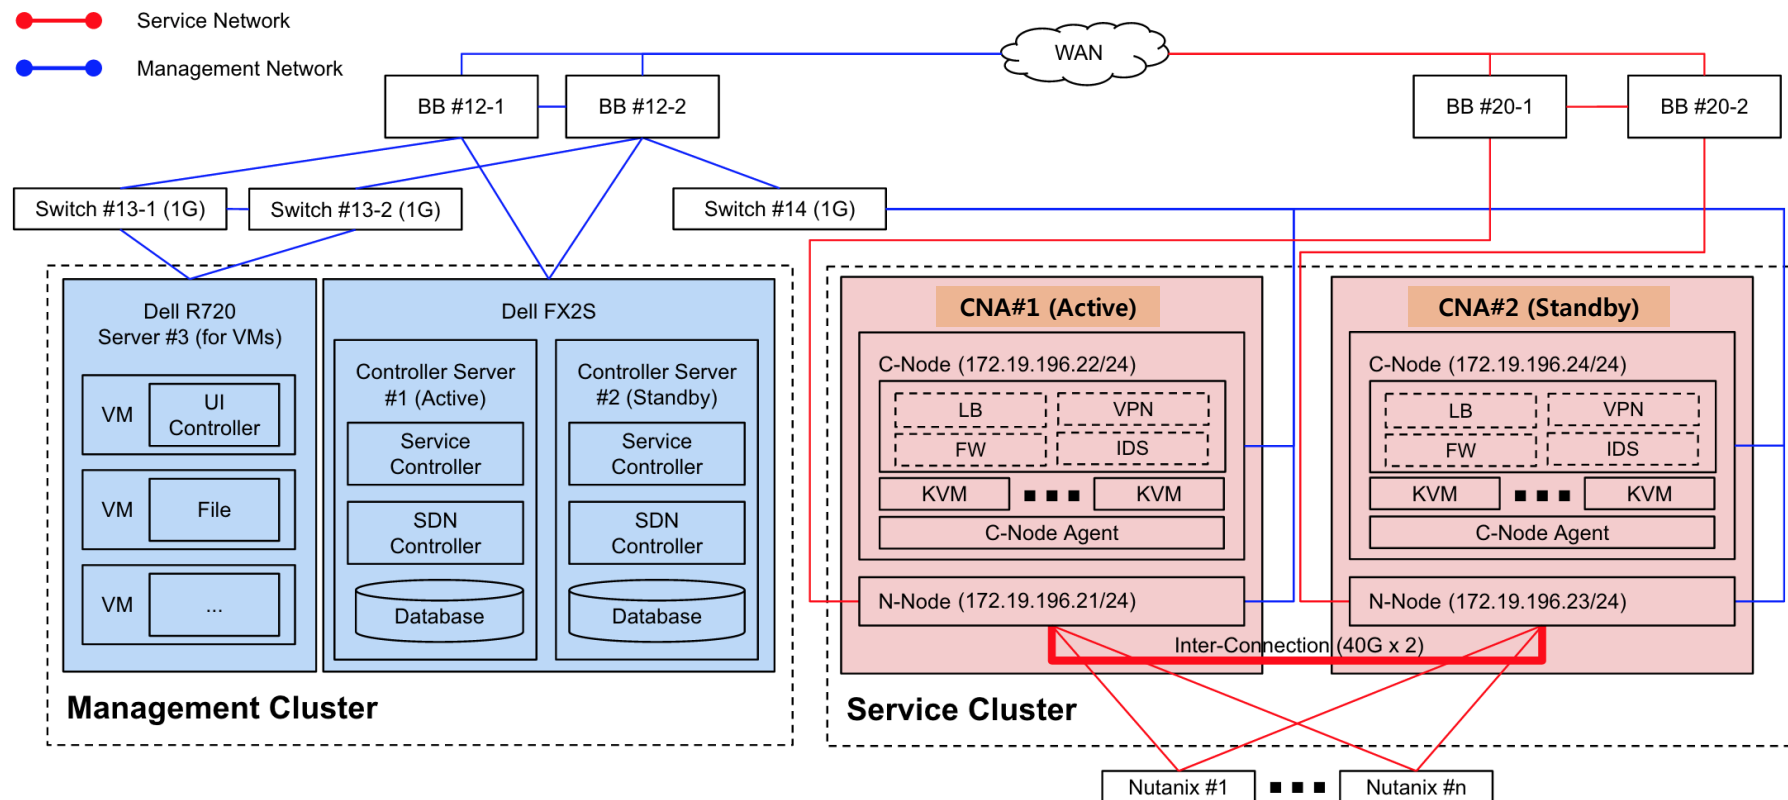 Service Network
Management Network
WAN
BB #12-1
BB #12-2
BB #20-1
BB #20-2
Switch #13-1 (1G)
Switch #13-2 (1G)
Switch #14 (1G)
Dell R720
Server #3 (for VMs)
VM
UI
Controller
VM
File
VM
...
Dell FX2S
Controller Server
#1 (Active)
Service
Controller
SDN
Controller
Database
Controller Server
#2 (Standby)
Service
Controller
SDN
Controller
Database
Management Cluster
CNA#1 (Active)
C-Node (172.19.196.22/24)
LB
VPN
FW
IDS
KVM
KVM
C-Node Agent
N-Node (172.19.196.21/24)
CNA#2 (Standby)
C-Node (172.19.196.24/24)
LB
VPN
FW
IDS
KVM
KVM
C-Node Agent
N-Node (172.19.196.23/24)
Inter-Connection (40G x 2)
Service Cluster
Nutanix #1
Nutanix #n